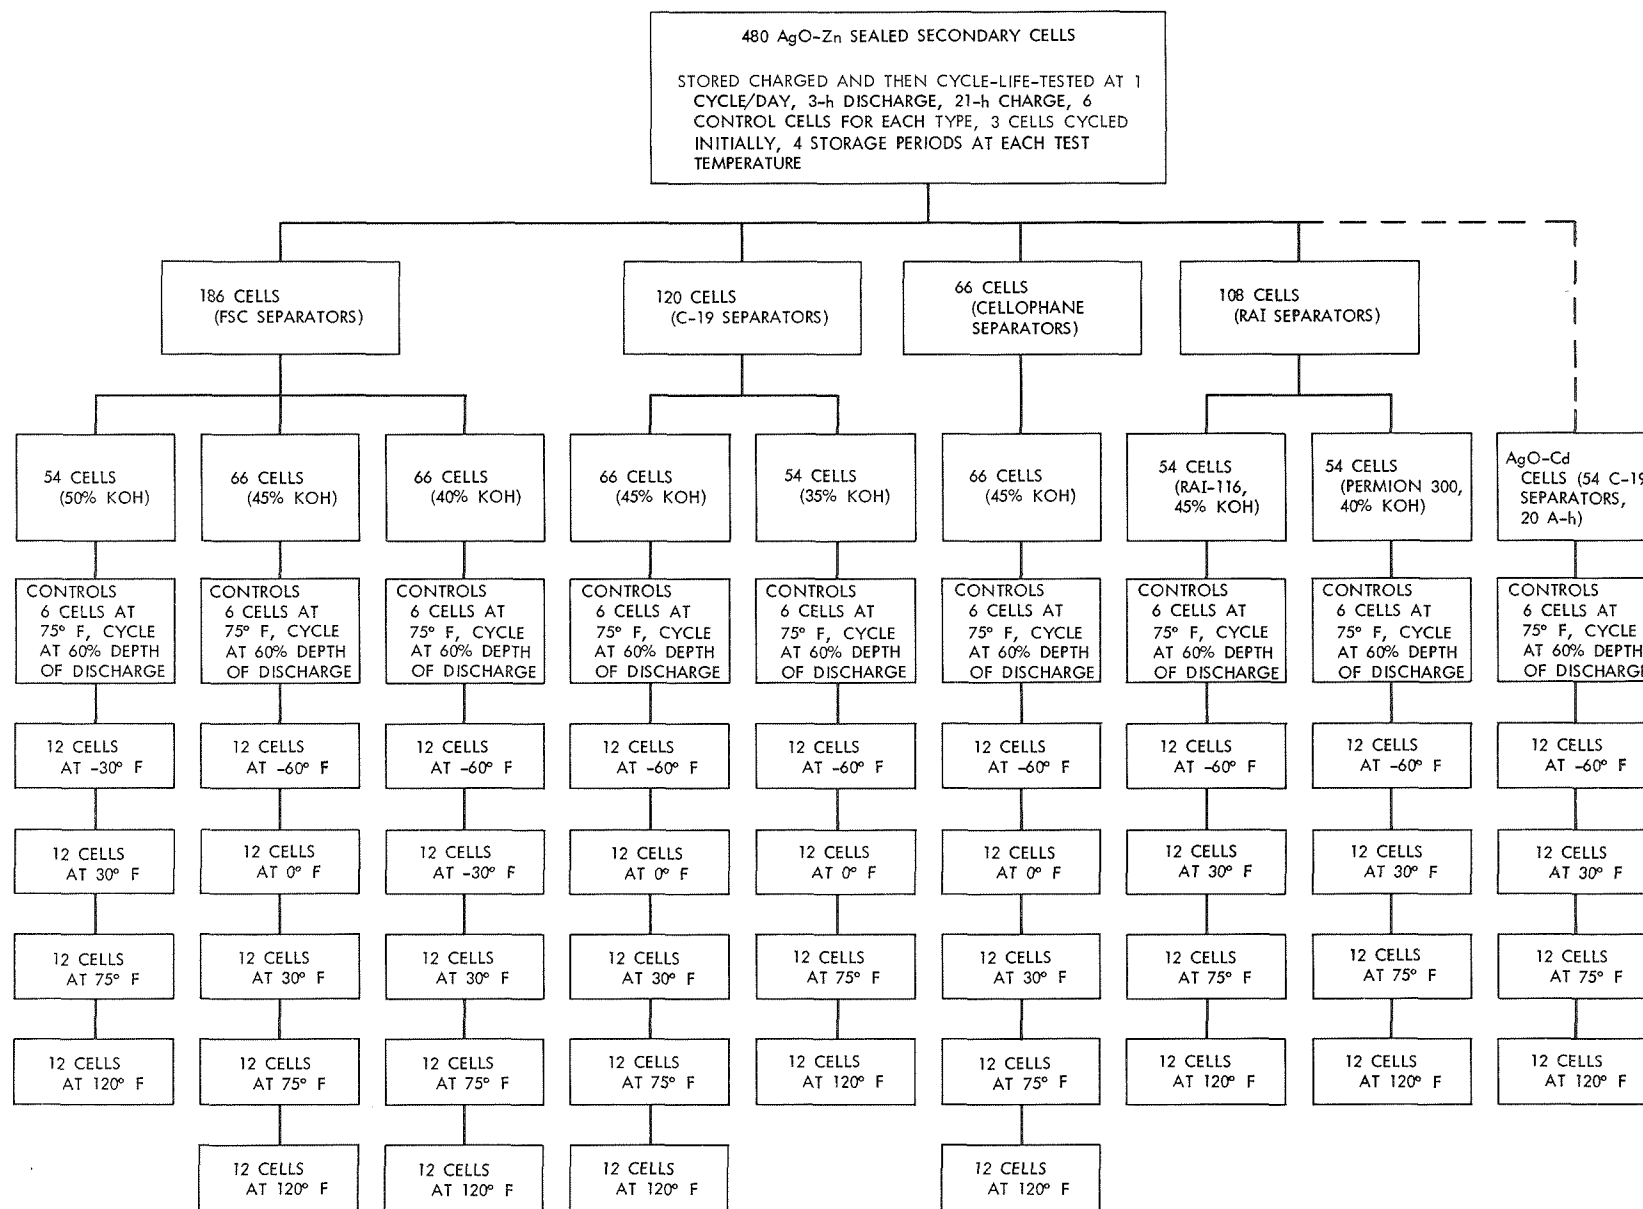 480 AgO-Zn SEALED SECONDARY CELLS
STORED CHARGED AND THEN CYCLE-LIFE-TESTED AT 1
CYCLE/DAY, 3-h DISCHARGE, 21-h CHARGE, 6
CONTROL CELLS FOR EACH TYPE, 3 CELLS CYCLED
INITIALLY, 4 STORAGE PERIODS AT EACH TEST
TEMPERATURE
186 CELLS
(FSC SEPARATORS)
120 CELLS
(C-19 SEPARATORS)
66 CELLS
(CELLOPHANE
SEPARATORS)
108 CELLS
(RAI SEPARATORS)
54 CELLS
(50% KOH)
66 CELLS
(45% KOH)
66 CELLS
(40% KOH)
66 CELLS
(45% KOH)
54 CELLS
(35% KOH)
66 CELLS
(45% KOH)
54 CELLS
(RAI-116,
45% KOH)
54 CELLS
(PERMION 300,
40% KOH)
AgO-Cd
CELLS (54 C-19
SEPARATORS,
20 A-h)
CONTROLS
6 CELLS AT
75° F, CYCLE
AT 60% DEPTH
OF DISCHARGE
CONTROLS
6 CELLS AT
75° F, CYCLE
AT 60% DEPTH
OF DISCHARGE
CONTROLS
6 CELLS AT
75° F, CYCLE
AT 60% DEPTH
OF DISCHARGE
CONTROLS
6 CELLS AT
75° F, CYCLE
AT 60% DEPTH
OF DISCHARGE
CONTROLS
6 CELLS AT
75° F, CYCLE
AT 60% DEPTH
OF DISCHARGE
CONTROLS
6 CELLS AT
75° F, CYCLE
AT 60% DEPTH
OF DISCHARGE
CONTROLS
6 CELLS AT
75° F, CYCLE
AT 60% DEPTH
OF DISCHARGE
CONTROLS
6 CELLS AT
75° F, CYCLE
AT 60% DEPTH
OF DISCHARGE
CONTROLS
6 CELLS AT
75° F, CYCLE
AT 60% DEPTH
OF DISCHARGE
12 CELLS
AT -30° F
12 CELLS
AT -60° F
12 CELLS
AT -60° F
12 CELLS
AT -60° F
12 CELLS
AT -60° F
12 CELLS
AT -60° F
12 CELLS
AT -60° F
12 CELLS
AT -60° F
12 CELLS
AT -60° F
12 CELLS
AT 30° F
12 CELLS
AT 0° F
12 CELLS
AT -30° F
12 CELLS
AT 0° F
12 CELLS
AT 0° F
12 CELLS
AT 0° F
12 CELLS
AT 30° F
12 CELLS
AT 30° F
12 CELLS
AT 30° F
12 CELLS
AT 75° F
12 CELLS
AT 30° F
12 CELLS
AT 30° F
12 CELLS
AT 30° F
12 CELLS
AT 75° F
12 CELLS
AT 30° F
12 CELLS
AT 75° F
12 CELLS
AT 75° F
12 CELLS
AT 75° F
12 CELLS
AT 120° F
12 CELLS
AT 75° F
12 CELLS
AT 75° F
12 CELLS
AT 75° F
12 CELLS
AT 120° F
12 CELLS
AT 75° F
12 CELLS
AT 120° F
12 CELLS
AT 120° F
12 CELLS
AT 120° F
12 CELLS
AT 120° F
12 CELLS
AT 120° F
12 CELLS
AT 120° F
12 CELLS
AT 120° F